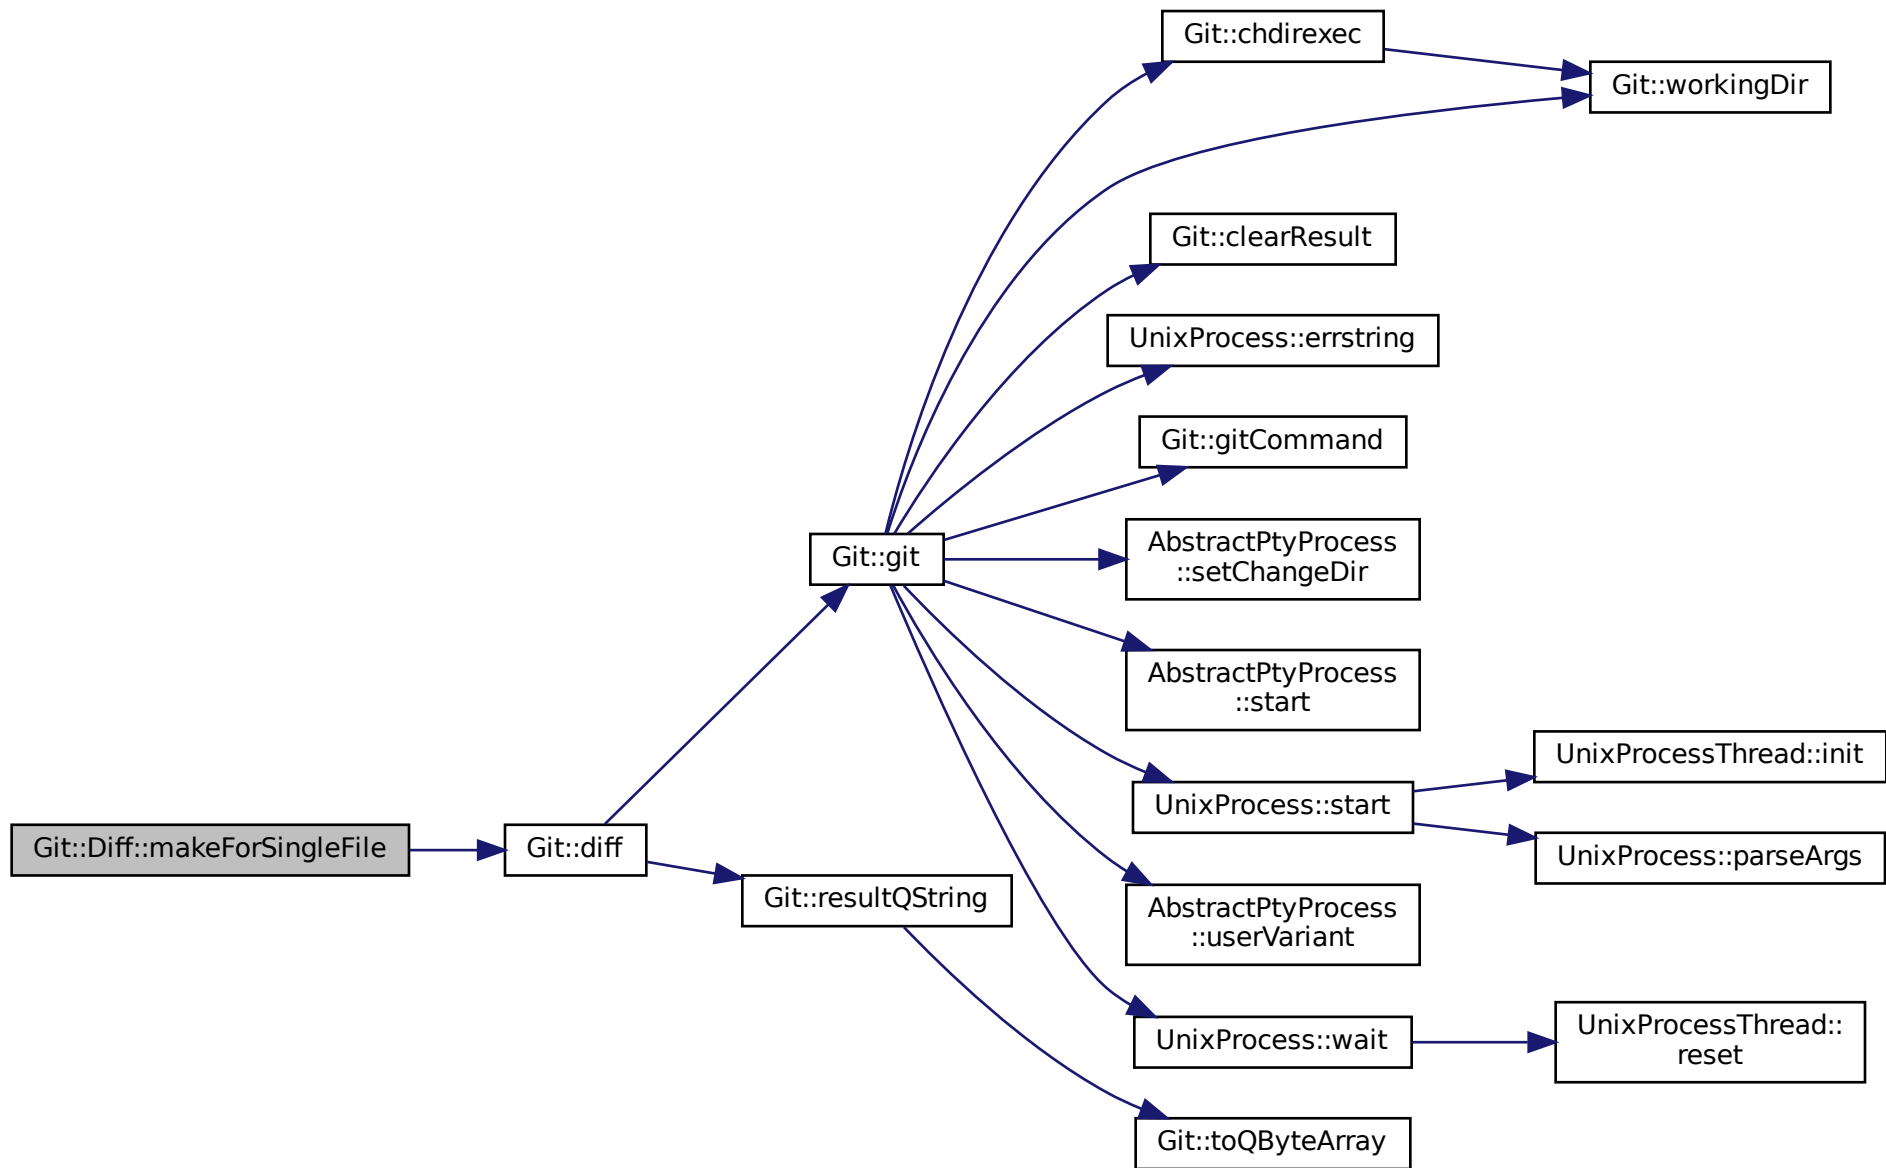 Git::chdirexec
Git::workingDir
Git::clearResult
UnixProcess::errstring
Git::gitCommand
Git::git
AbstractPtyProcess
::setChangeDir
AbstractPtyProcess
::start
UnixProcessThread::init
UnixProcess::start
Git::Diff::makeForSingleFile
Git::diff
UnixProcess::parseArgs
Git::resultQString
AbstractPtyProcess
::userVariant
UnixProcess::wait
UnixProcessThread::
reset
Git::toQByteArray